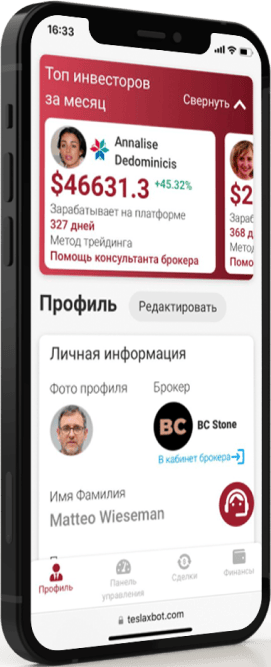 16:33
Топ инвесторов
за месяц
Свернуть
Annalise
Dedominicis
$46631.3 +45.32%
Зарабатывает на платформе
327 дней
Метод трейдинга
Помощь консультанта брокера
$2
Зараб
368 д
Метод
Помо
Профиль
Редактировать
Личная информация
Фото профиля
Брокер
BC
BC Stone
В кабинет брокера
Имя Фамилия
Matteo Wieseman
Профиль
Панель
управления
Сделки
Финансы
teslaxbot.com